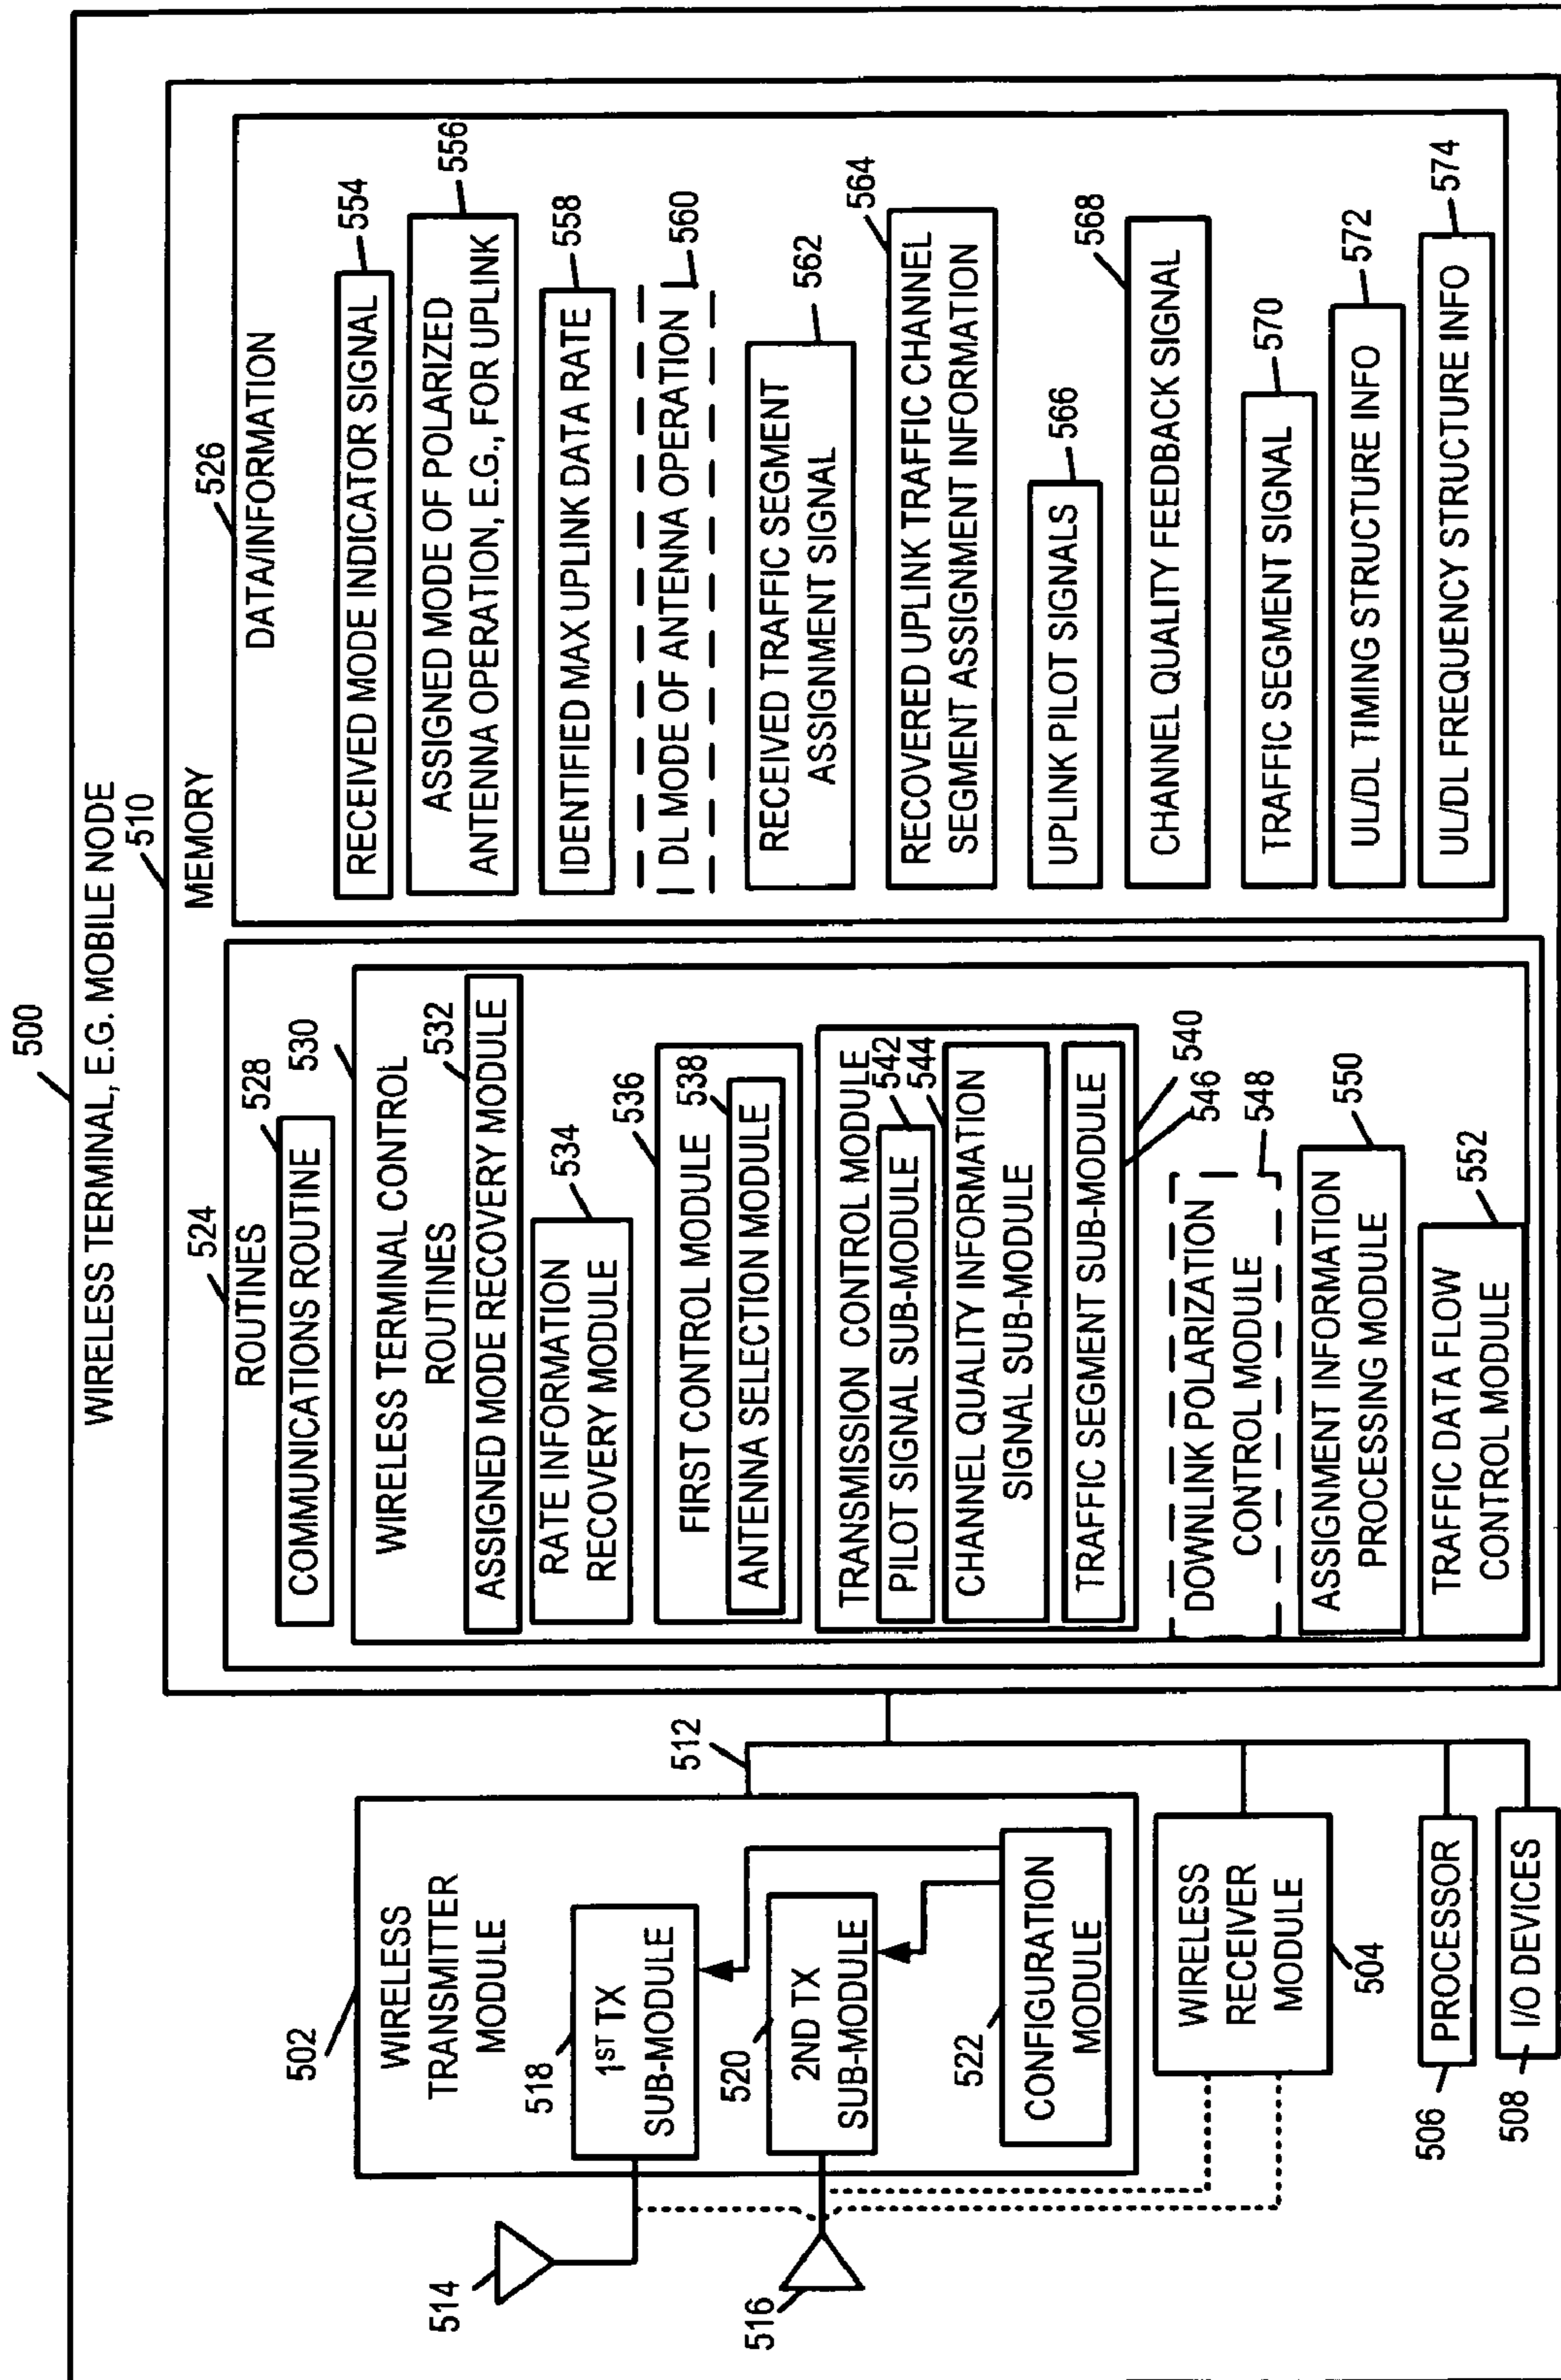 500
WIRELESS TERMINAL, E.G. MOBILE NODE
510
MEMORY
502
WIRELESS
TRANSMITTER
MODULE
514
518
1ST TX
SUB-MODULE
516
520
2ND TX
SUB-MODULE
522
CONFIGURATION
MODULE
512
WIRELESS
RECEIVER
MODULE
504
506
PROCESSOR
508
I/O DEVICES
524
ROUTINES
528
COMMUNICATIONS ROUTINE
530
WIRELESS TERMINAL CONTROL
ROUTINES
532
ASSIGNED MODE RECOVERY MODULE
534
RATE INFORMATION
RECOVERY MODULE
536
FIRST CONTROL MODULE
538
ANTENNA SELECTION MODULE
TRANSMISSION CONTROL MODULE
542
PILOT SIGNAL SUB-MODULE
544
CHANNEL QUALITY INFORMATION
SIGNAL SUB-MODULE
540
TRAFFIC SEGMENT SUB-MODULE
546
DOWNLINK POLARIZATION
CONTROL MODULE
548
ASSIGNMENT INFORMATION
PROCESSING MODULE
550
TRAFFIC DATA FLOW
CONTROL MODULE
552
526
DATA/INFORMATION
RECEIVED MODE INDICATOR SIGNAL
554
ASSIGNED MODE OF POLARIZED
ANTENNA OPERATION, E.G., FOR UPLINK
556
IDENTIFIED MAX UPLINK DATA RATE
558
DL MODE OF ANTENNA OPERATION
560
RECEIVED TRAFFIC SEGMENT
ASSIGNMENT SIGNAL
562
RECOVERED UPLINK TRAFFIC CHANNEL
SEGMENT ASSIGNMENT INFORMATION
564
UPLINK PILOT SIGNALS
566
CHANNEL QUALITY FEEDBACK SIGNAL
568
TRAFFIC SEGMENT SIGNAL
570
UL/DL TIMING STRUCTURE INFO
572
UL/DL FREQUENCY STRUCTURE INFO
574